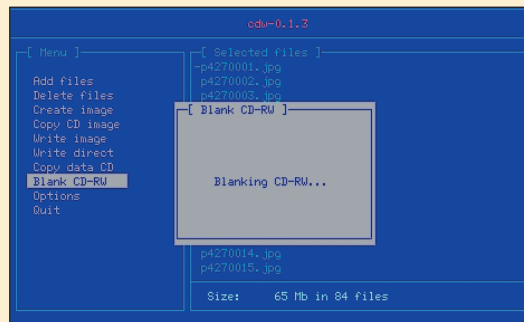 cdw-0.1.3
[ Menu ]
Add files
Delete files
Create image
Copy CD image
Write image
Write direct
Copy data CD
Blank CD-RW
Options
Quit
[ Selected files ]
-p4270001.jpg
p4270002.jpg
p4270003.jpg
[ Blank CD-RW ]
Blanking CD-RW...
p4270014.jpg
p4270015.jpg
Size: 65 Mb in 84 files